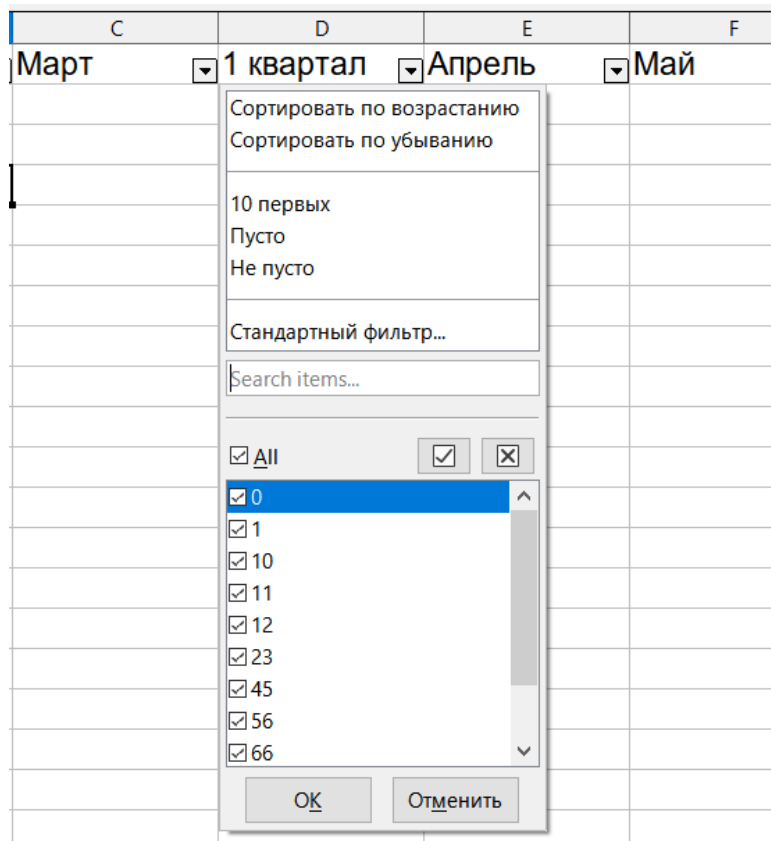 C D E F
Март 1 квартал Апрель Май
Сортировать по возрастанию
Сортировать по убыванию
10 первых
Пусто
Не пусто
Стандартный фильтр...
Search items...
All
0
1
10
11
12
23
45
56
66
OK Отменить